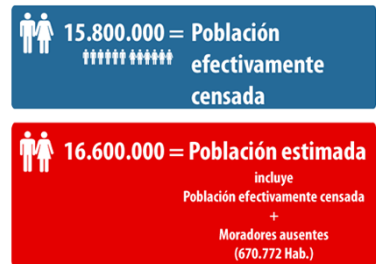 15.800.000 = Población
efectivamente
censada
16.600.000 = Población estimada
incluye
Población efectivamente censada
+
Moradores ausentes
(670.772 Hab.)